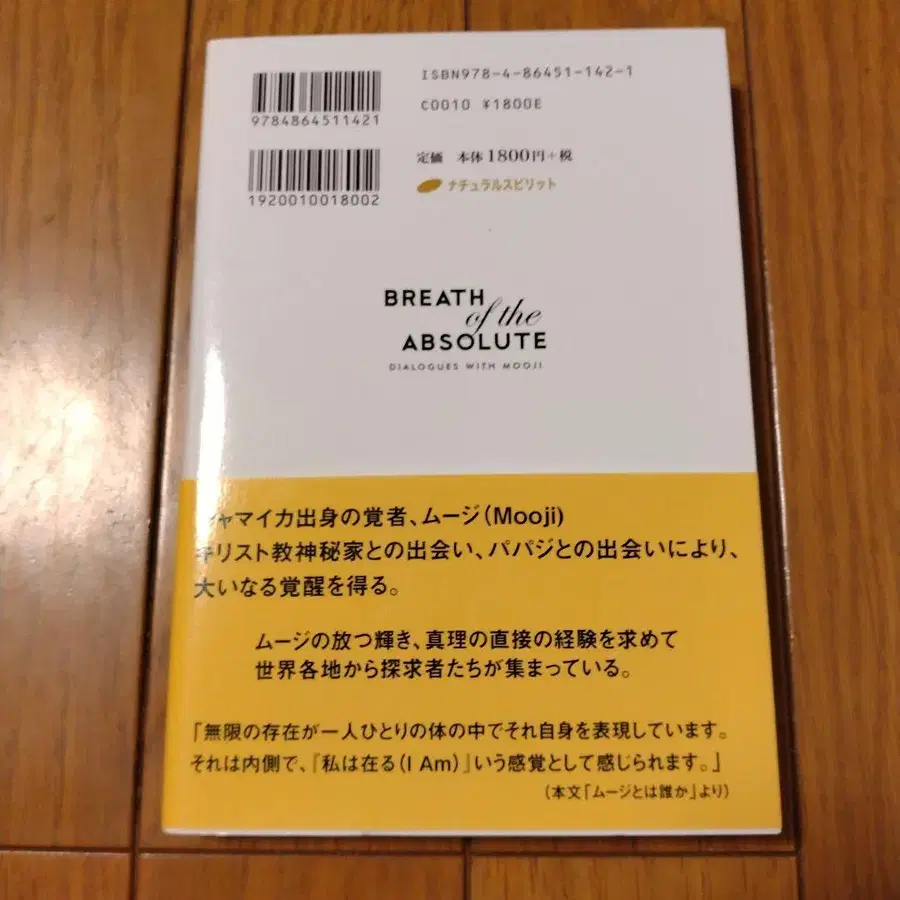 ISBN978-4-86451-142-1
C0010 ¥1800E
9784864511421
定価 本体1800円+税
ナチュラルスピリット
1920010018002
BREATH
of the
ABSOLUTE
DIALOGUES WITH MOOJI
ャマイカ出身の覚者、ムージ(Mooji)
キリスト教神秘家との出会い、パパジとの出会いにより、
大いなる覚醒を得る。
ムージの放つ輝き、真理の直接の経験を求めて
世界各地から探求者たちが集まっている。
「無限の存在が一人ひとりの体の中でそれ自身を表現しています。
それは内側で、『私は在る(I Am)』いう感覚として感じられます。」
(本文「ムージとは誰か」より)